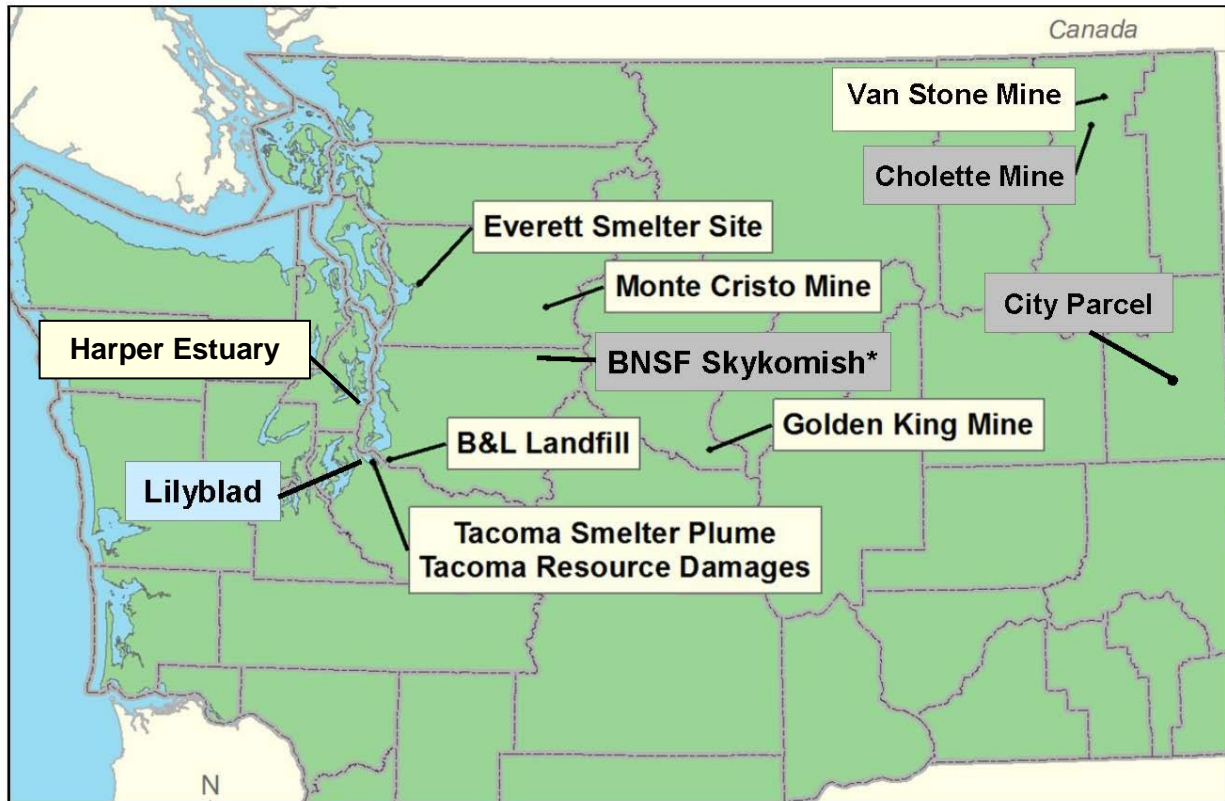 Canada
Van Stone Mine
Cholette Mine
Everett Smelter Site
Monte Cristo Mine
City Parcel
Harper Estuary
BNSF Skykomish*
Golden King Mine
B&L Landfill
Lilyblad
Tacoma Smelter Plume
Tacoma Resource Damages
N